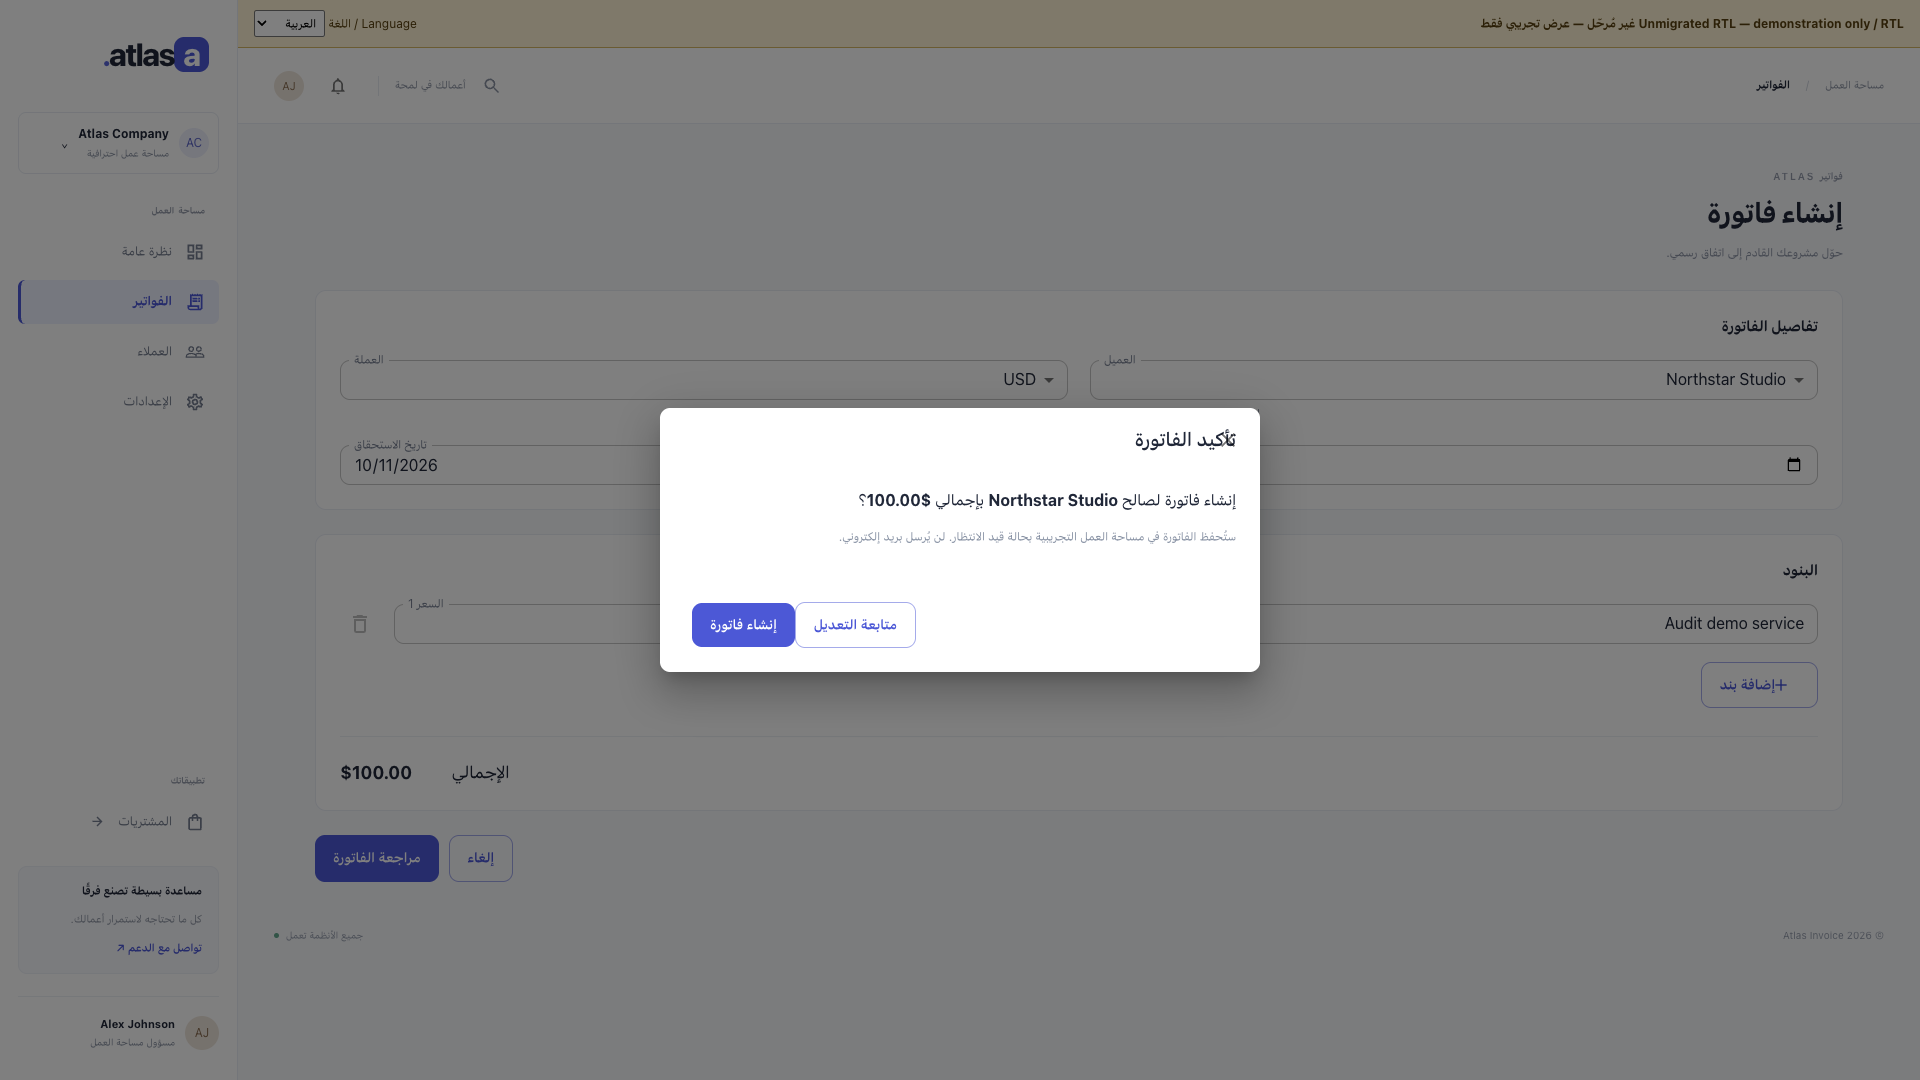 Unmigrated RTL — demonstration only / RTL غير مُرحّل — عرض تجريبي فقط
Language / اللغة
العربية
atlas.
a
AC
Atlas Company
مساحة عمل احترافية
مساحة العمل
نظرة عامة
الفواتير
العملاء
الإعدادات
تطبيقاتك
المشتريات
مساعدة بسيطة تصنع فرقًا
كل ما تحتاجه لاستمرار أعمالك.
تواصل مع الدعم
AJ
Alex Johnson
مسؤول مساحة العمل
مساحة العمل / الفواتير
أعمالك في لمحة
AJ
فواتير ATLAS
إنشاء فاتورة
حوّل مشروعك القادم إلى اتفاق رسمي.
تفاصيل الفاتورة
العميل
Northstar Studio
العملة
USD
تاريخ الاستحقاق
10/11/2026
البنود
Audit demo service
السعر 1
إضافة بند
الإجمالي
$100.00
إلغاء
مراجعة الفاتورة
تأكيد الفاتورة
إنشاء فاتورة لصالح Northstar Studio بإجمالي $100.00؟
ستُحفظ الفاتورة في مساحة العمل التجريبية بحالة قيد الانتظار. لن يُرسل بريد إلكتروني.
متابعة التعديل
إنشاء فاتورة
© 2026 Atlas Invoice
جميع الأنظمة تعمل